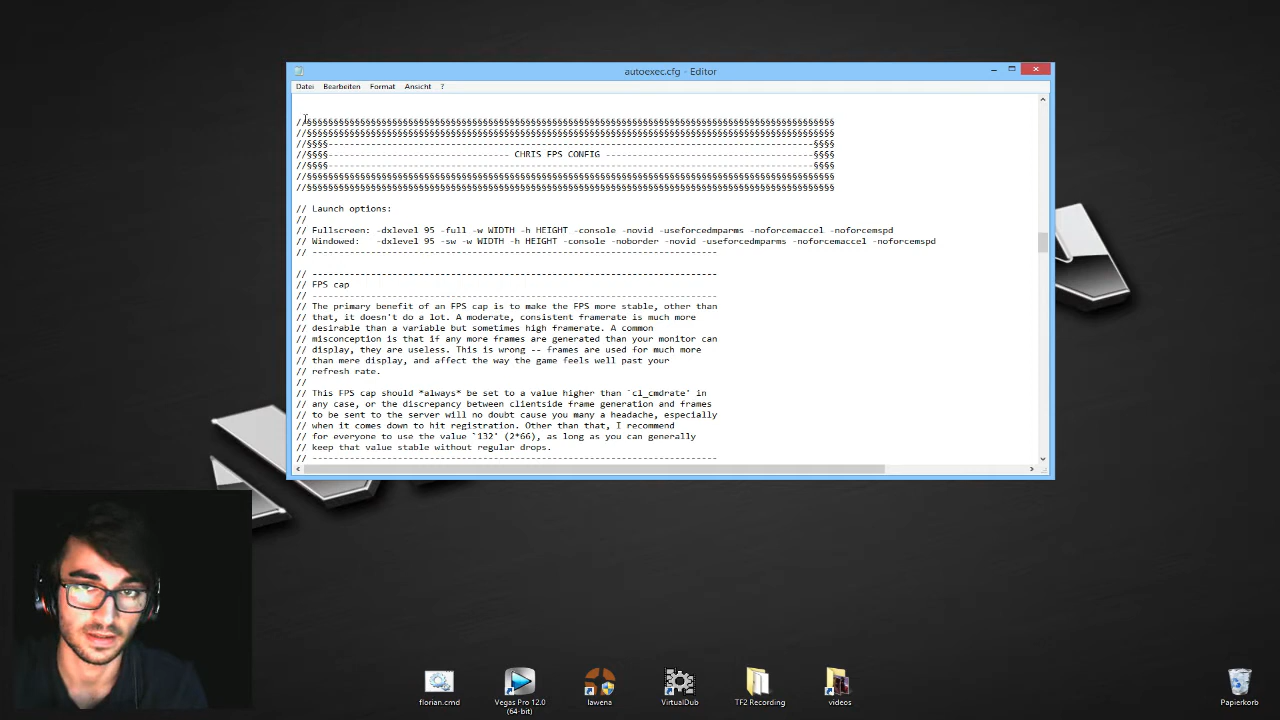 autoexec.cfg - Editor
Datei Bearbeiten Format Ansicht ?
//§§§§§§§§§§§§§§§§§§§§§§§§§§§§§§§§§§§§§§§§§§§§§§§§§§§§§§§§§§§§§§§§§§§§§§§§§§§§§§§§§§§§§§§§§§§§§§§§§§§
//§§§§§§§§§§§§§§§§§§§§§§§§§§§§§§§§§§§§§§§§§§§§§§§§§§§§§§§§§§§§§§§§§§§§§§§§§§§§§§§§§§§§§§§§§§§§§§§§§§§
//§§§§-------------------------------------------------------------------------------------------§§§§
//§§§§---------------------------------- CHRIS FPS CONFIG ---------------------------------------§§§§
//§§§§-------------------------------------------------------------------------------------------§§§§
//§§§§§§§§§§§§§§§§§§§§§§§§§§§§§§§§§§§§§§§§§§§§§§§§§§§§§§§§§§§§§§§§§§§§§§§§§§§§§§§§§§§§§§§§§§§§§§§§§§§
//§§§§§§§§§§§§§§§§§§§§§§§§§§§§§§§§§§§§§§§§§§§§§§§§§§§§§§§§§§§§§§§§§§§§§§§§§§§§§§§§§§§§§§§§§§§§§§§§§§§
// Launch options:
//
// Fullscreen: -dxlevel 95 -full -w WIDTH -h HEIGHT -console -novid -useforcedmparms -noforcemaccel -noforcemspd
// Windowed:   -dxlevel 95 -sw -w WIDTH -h HEIGHT -console -noborder -novid -useforcedmparms -noforcemaccel -noforcemspd
// ----------------------------------------------------------------------------
// ----------------------------------------------------------------------------
// FPS cap
// ----------------------------------------------------------------------------
// The primary benefit of an FPS cap is to make the FPS more stable, other than
// that, it doesn't do a lot. A moderate, consistent framerate is much more
// desirable than a variable but sometimes high framerate. A common
// misconception is that if any more frames are generated than your monitor can
// display, they are useless. This is wrong -- frames are used for much more
// than mere display, and affect the way the game feels well past your
// refresh rate.
//
// This FPS cap should *always* be set to a value higher than `cl_cmdrate' in
// any case, or the discrepancy between clientside frame generation and frames
// to be sent to the server will no doubt cause you many a headache, especially
// when it comes down to hit registration. Other than that, I recommend
// for everyone to use the value `132' (2*66), as long as you can generally
// keep that value stable without regular drops.
// ----------------------------------------------------------------------------
florian.cmd
Vegas Pro 12.0 (64-bit)
lawena
VirtualDub
TF2 Recording
videos
Papierkorb